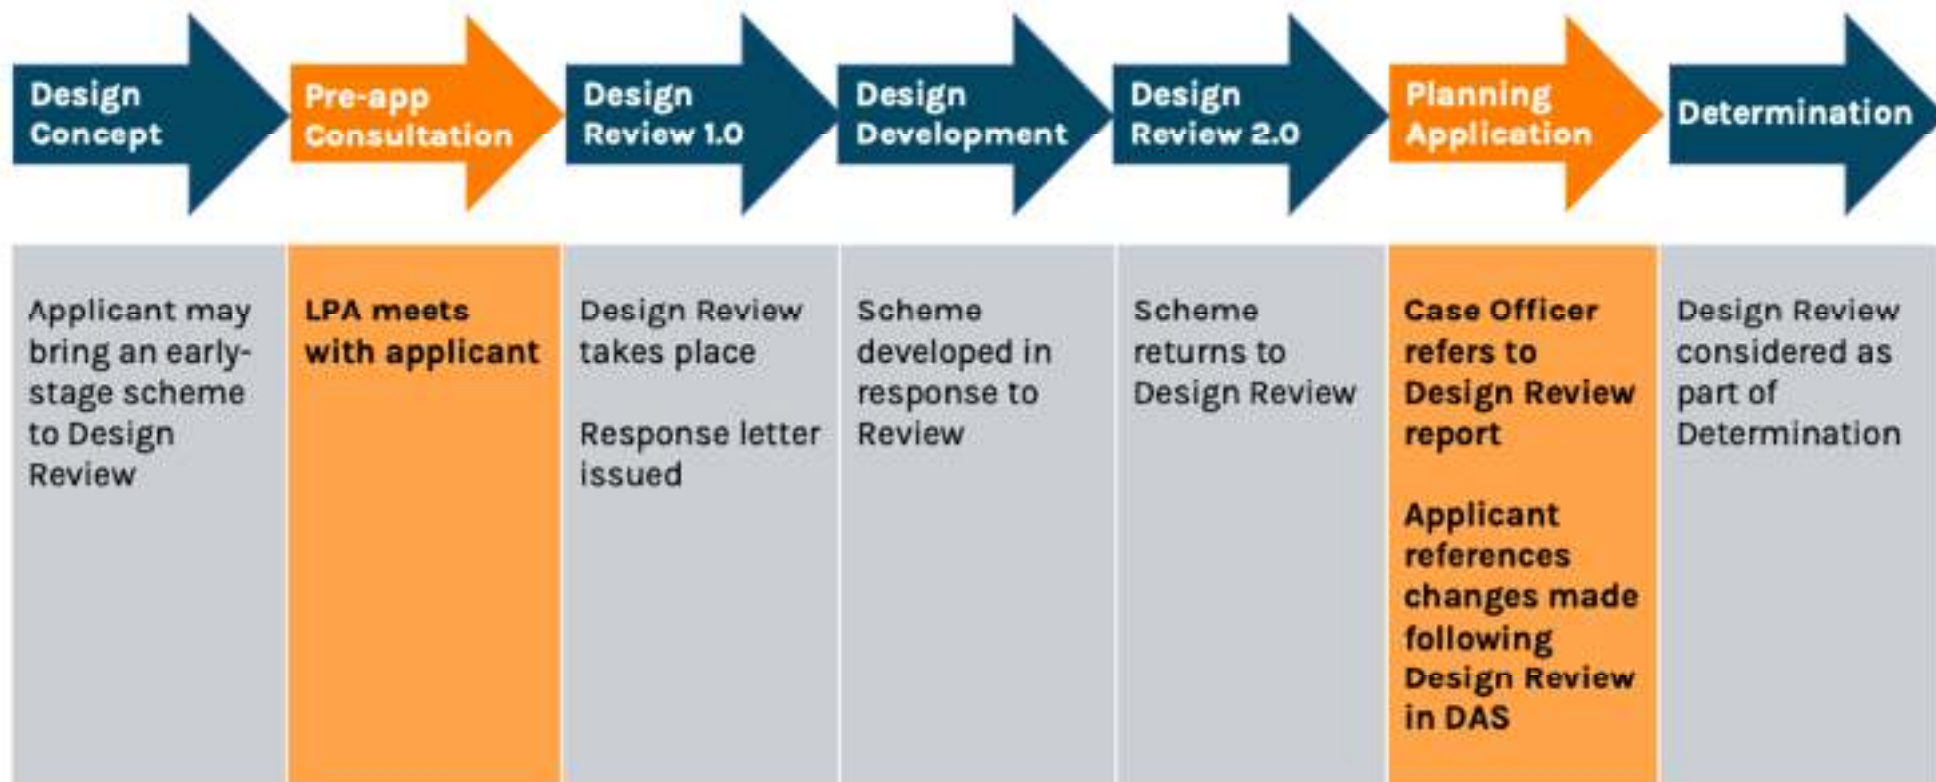 Design
Concept
Pre-app
Consultation
Design
Review 1.0
Design
Development
Design
Review 2.0
Planning
Application
Determination
Applicant may
bring an early-
stage scheme
to Design
Review
LPA meets
with applicant
Design Review
takes place
Response letter
issued
Scheme
developed in
response to
Review
Scheme
returns to
Design Review
Case Officer
refers to
Design Review
report
Applicant
references
changes made
following
Design Review
in DAS
Design Review
considered as
part of
Determination